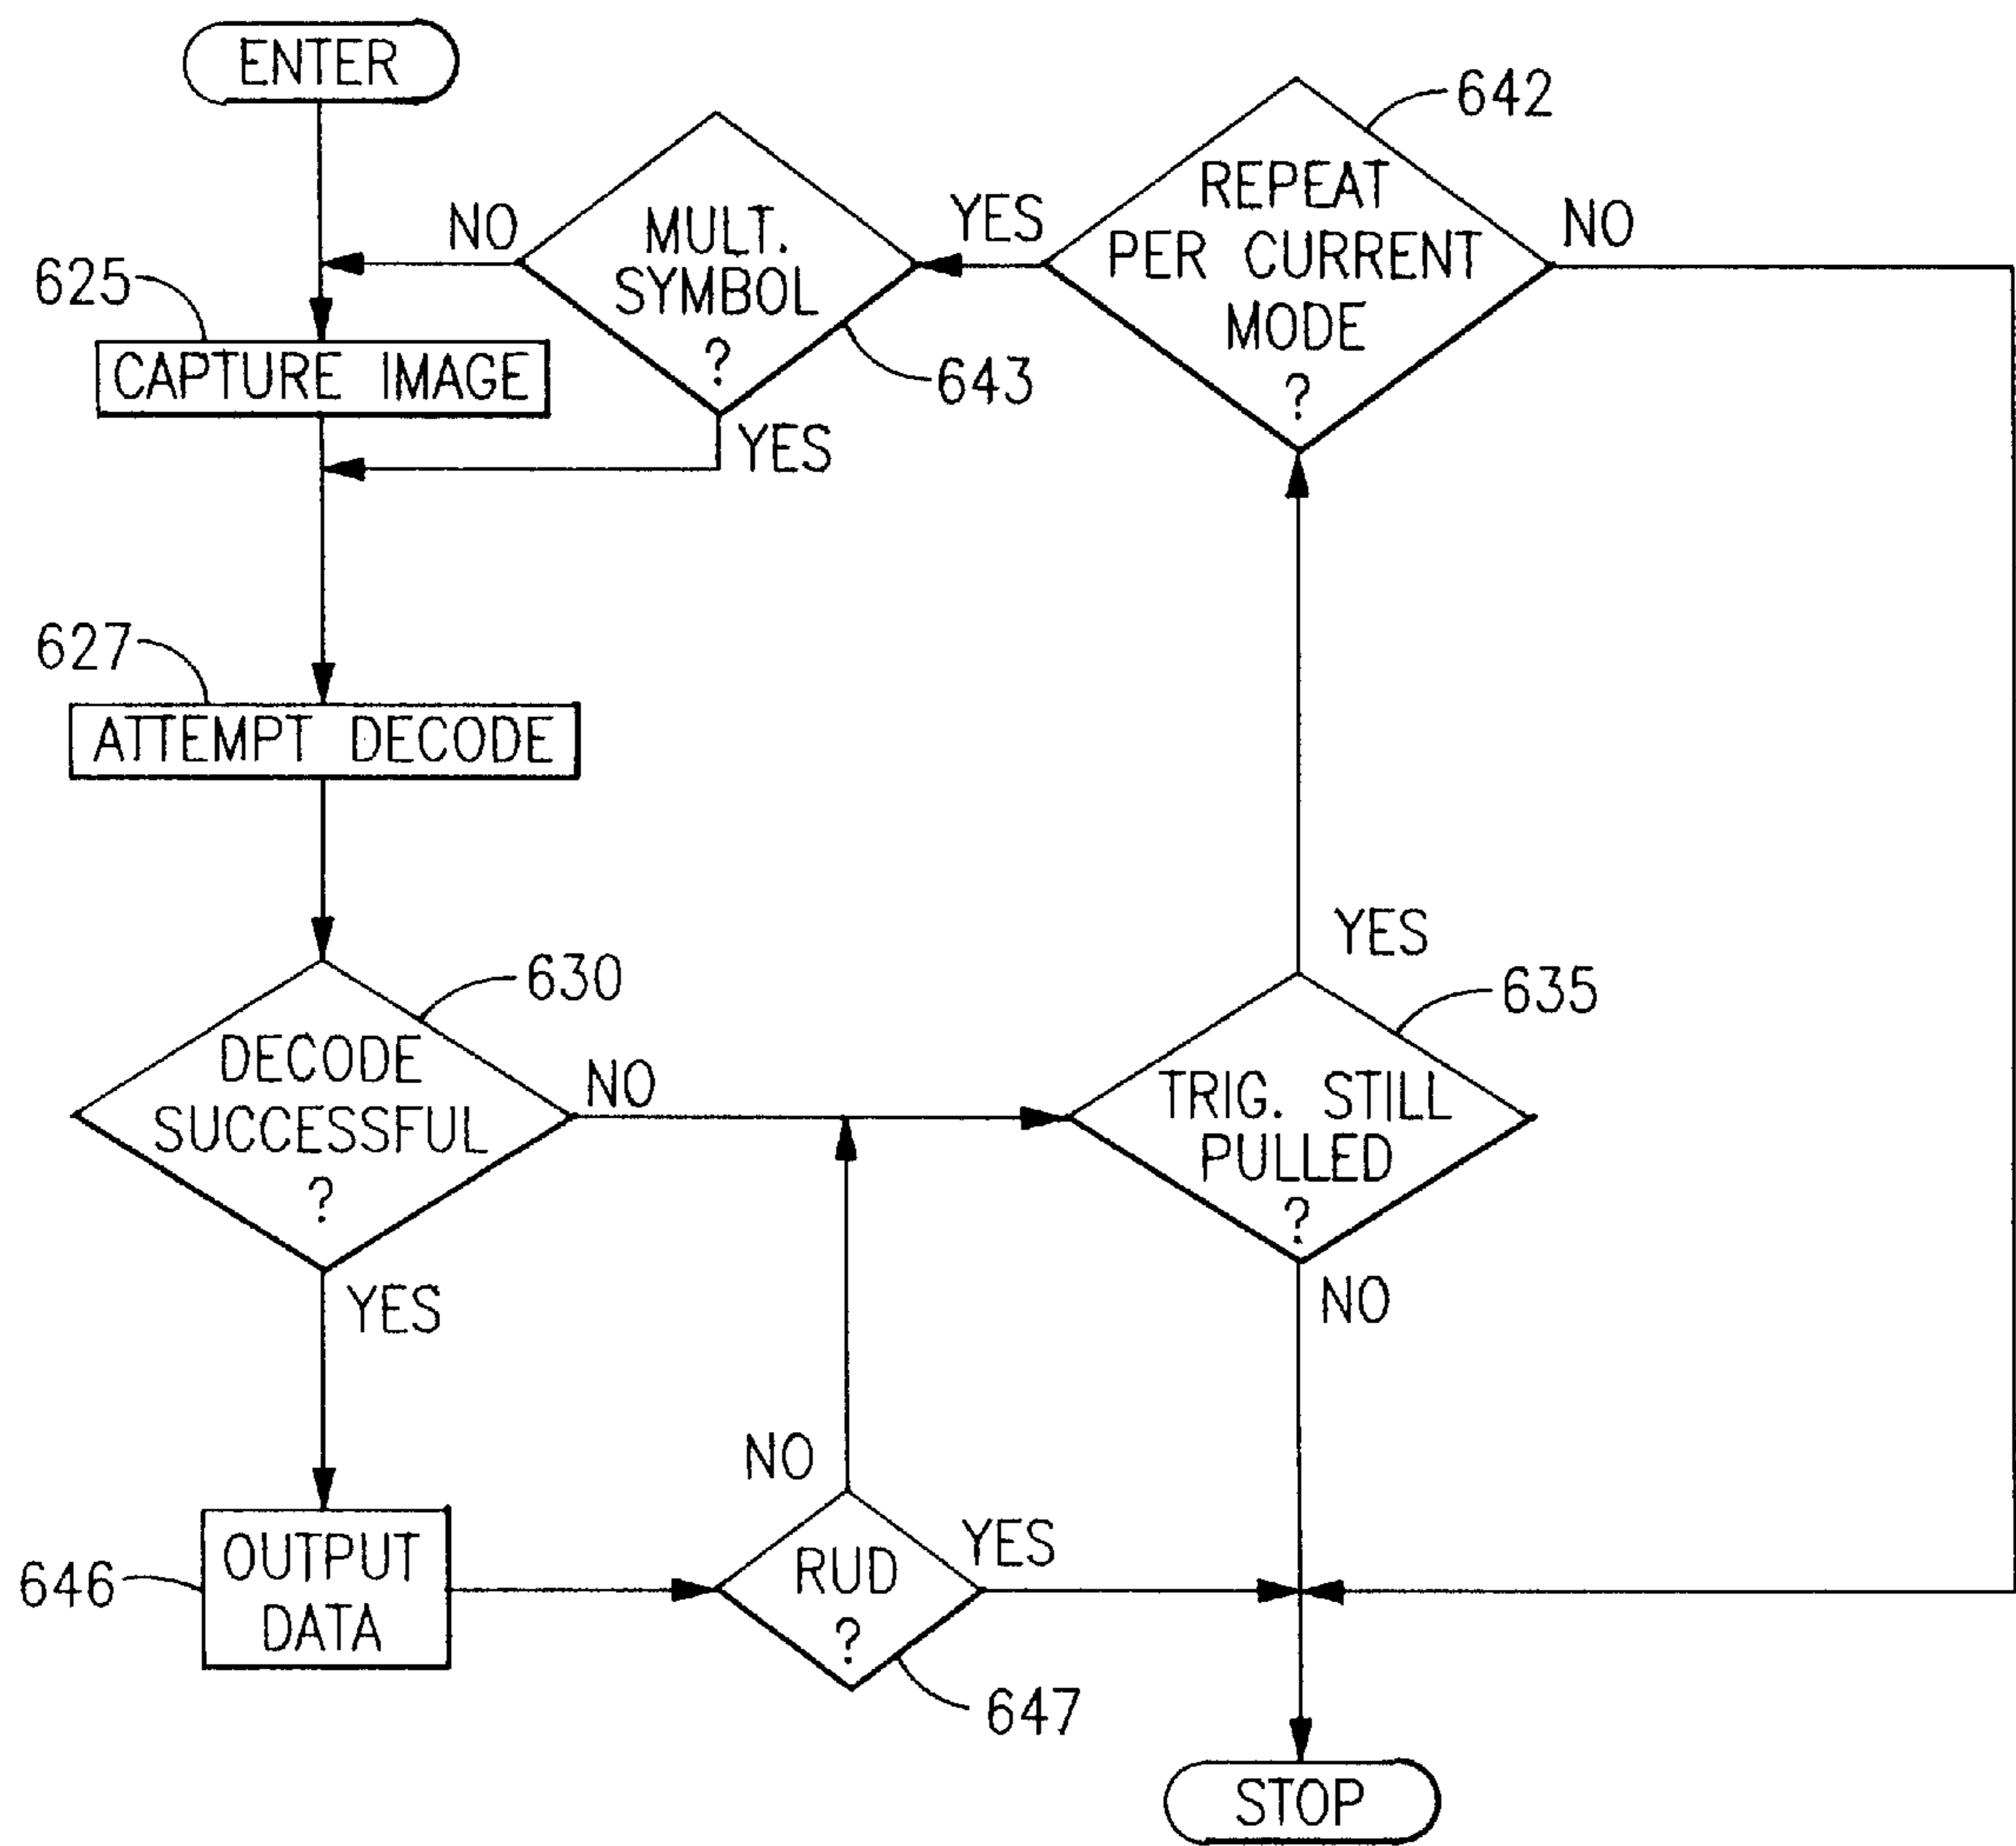 ENTER
642
REPEAT
PER CURRENT
MODE
?
YES
NO
MULT.
SYMBOL
?
NO
643
YES
625
CAPTURE IMAGE
627
ATTEMPT DECODE
630
DECODE
SUCCESSFUL
?
NO
YES
635
TRIG. STILL
PULLED
?
YES
NO
646
OUTPUT
DATA
NO
RUD
?
YES
647
STOP